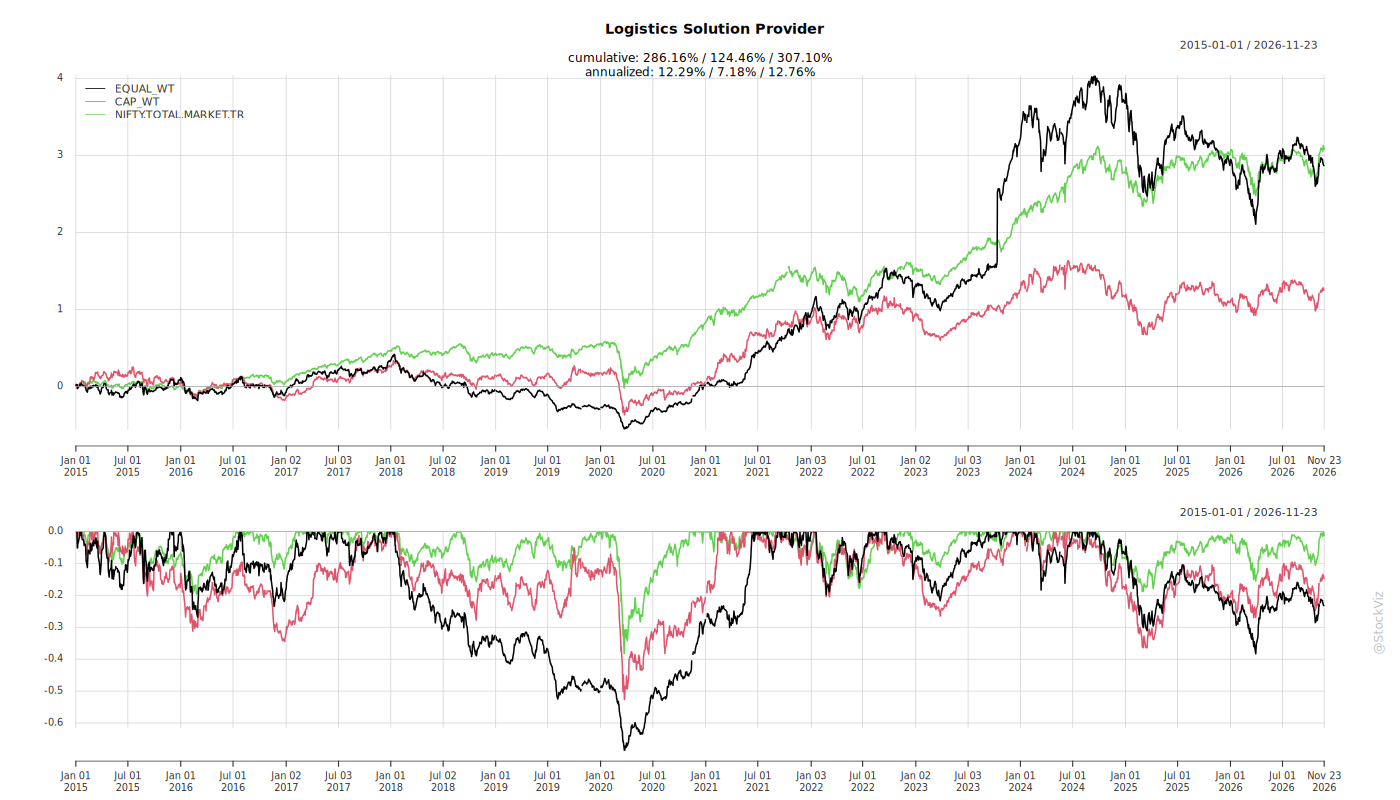 Logistics Solution Provider
2015-01-01 / 2026-11-23
cumulative: 286.16% / 124.46% / 307.10%
annualized: 12.29% / 7.18% / 12.76%
EQUAL_WT
CAP_WT
NIFTY.TOTAL.MARKET.TR
4
3
2
1
0
Jan 01 Jul 01 Jan 01 Jul 01 Jan 02 Jul 03 Jan 01 Jul 02 Jan 01 Jul 01 Jan 01 Jul 01 Jan 01 Jul 01 Jan 03 Jul 01 Jan 02 Jul 03 Jan 01 Jul 01 Jan 01 Jul 01 Jan 01 Jul 01 Nov 23
2015 2015 2016 2016 2017 2017 2018 2018 2019 2019 2020 2020 2021 2021 2022 2022 2023 2023 2024 2024 2025 2025 2026 2026 2026
2015-01-01 / 2026-11-23
0.0
-0.1
-0.2
-0.3
-0.4
-0.5
-0.6
Jan 01 Jul 01 Jan 01 Jul 01 Jan 02 Jul 03 Jan 01 Jul 02 Jan 01 Jul 01 Jan 01 Jul 01 Jan 01 Jul 01 Jan 03 Jul 01 Jan 02 Jul 03 Jan 01 Jul 01 Jan 01 Jul 01 Jan 01 Jul 01 Nov 23
2015 2015 2016 2016 2017 2017 2018 2018 2019 2019 2020 2020 2021 2021 2022 2022 2023 2023 2024 2024 2025 2025 2026 2026 2026
@StockViz